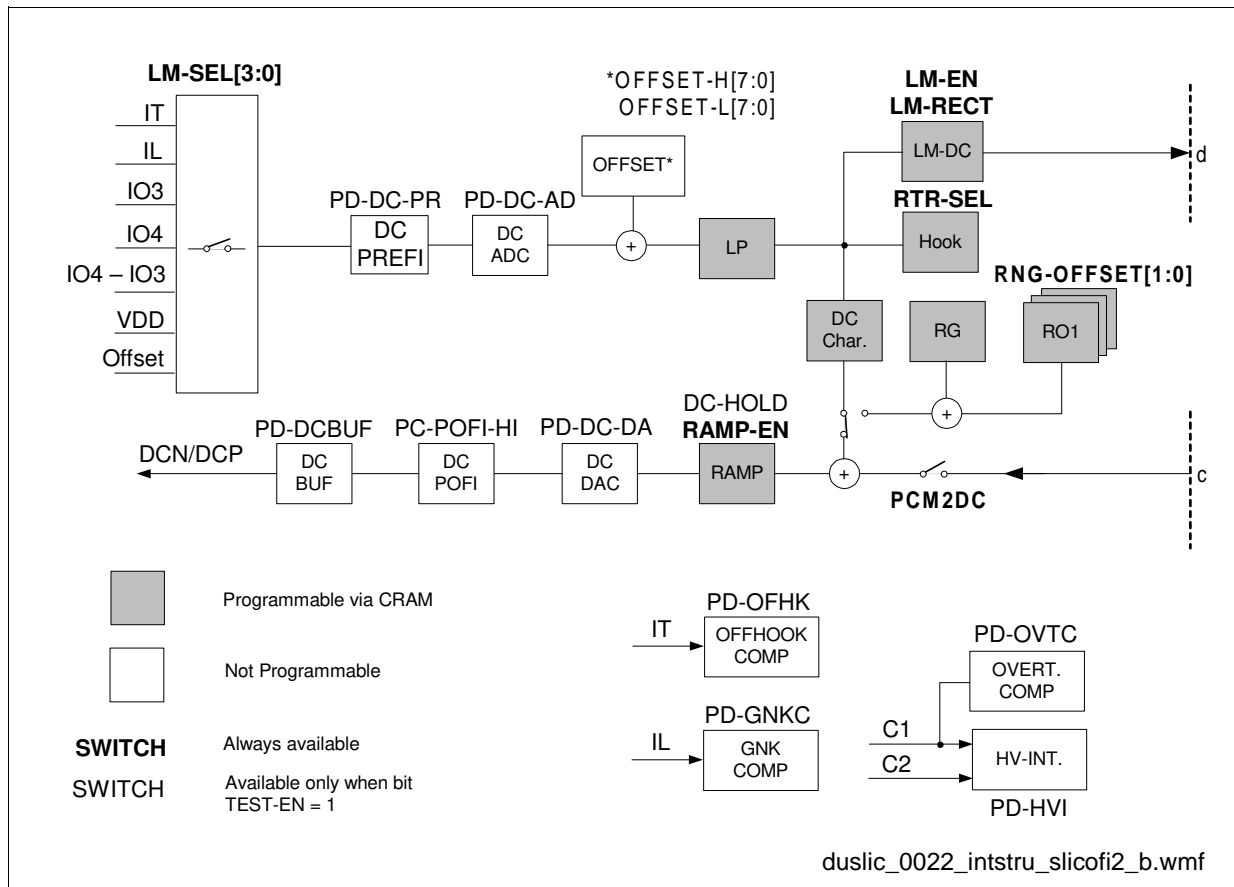 LM-SEL[3:0]
IT
IL
IO3
IO4
IO4 – IO3
VDD
Offset
PD-DC-PR
DC
PREFI
PD-DC-AD
DC
ADC
*OFFSET-H[7:0]
OFFSET-L[7:0]
OFFSET*
+
LP
LM-EN
LM-RECT
LM-DC
d
RTR-SEL
Hook
RNG-OFFSET[1:0]
DC
Char.
RG
RO1
+
DCN/DCP
PD-DCBUF
DC
BUF
PC-POFI-HI
DC
POFI
PD-DC-DA
DC
DAC
DC-HOLD
RAMP-EN
RAMP
+
PCM2DC
c
Programmable via CRAM
Not Programmable
SWITCH
Always available
SWITCH
Available only when bit
TEST-EN = 1
PD-OFHK
IT
OFFHOOK
COMP
PD-GNKC
IL
GNK
COMP
PD-OVTC
OVERT.
COMP
C1
C2
HV-INT.
PD-HVI
duslic_0022_intstru_slicofi2_b.wmf